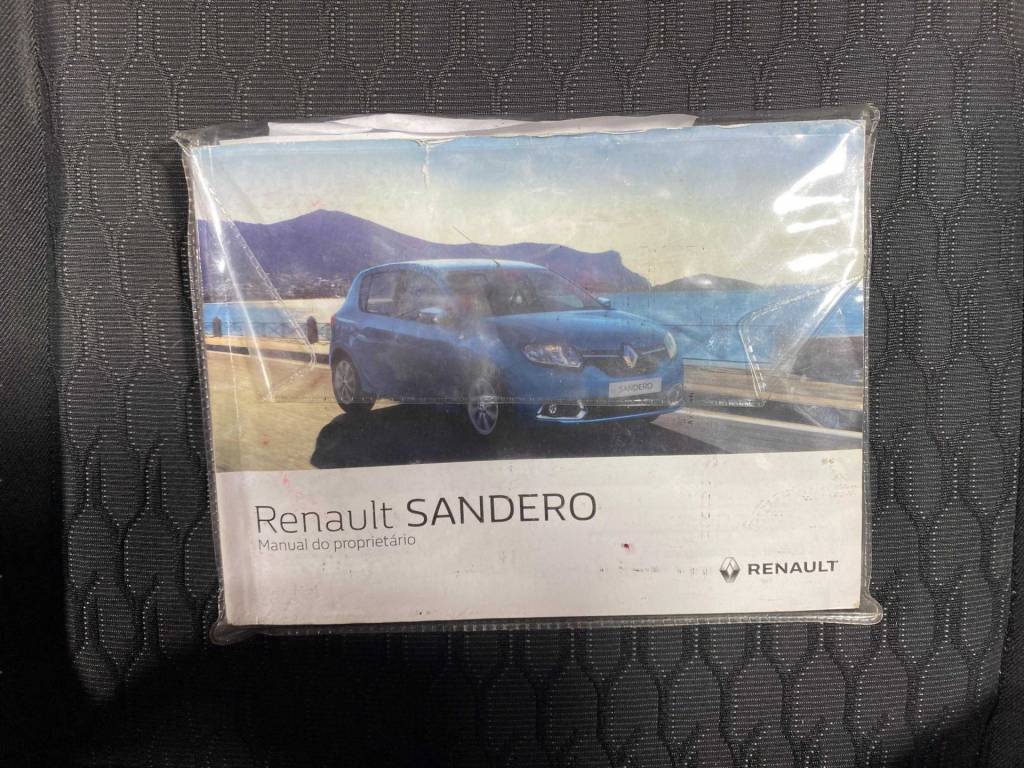 SANDERO
Renault SANDERO
Manual do proprietário
RENAULT